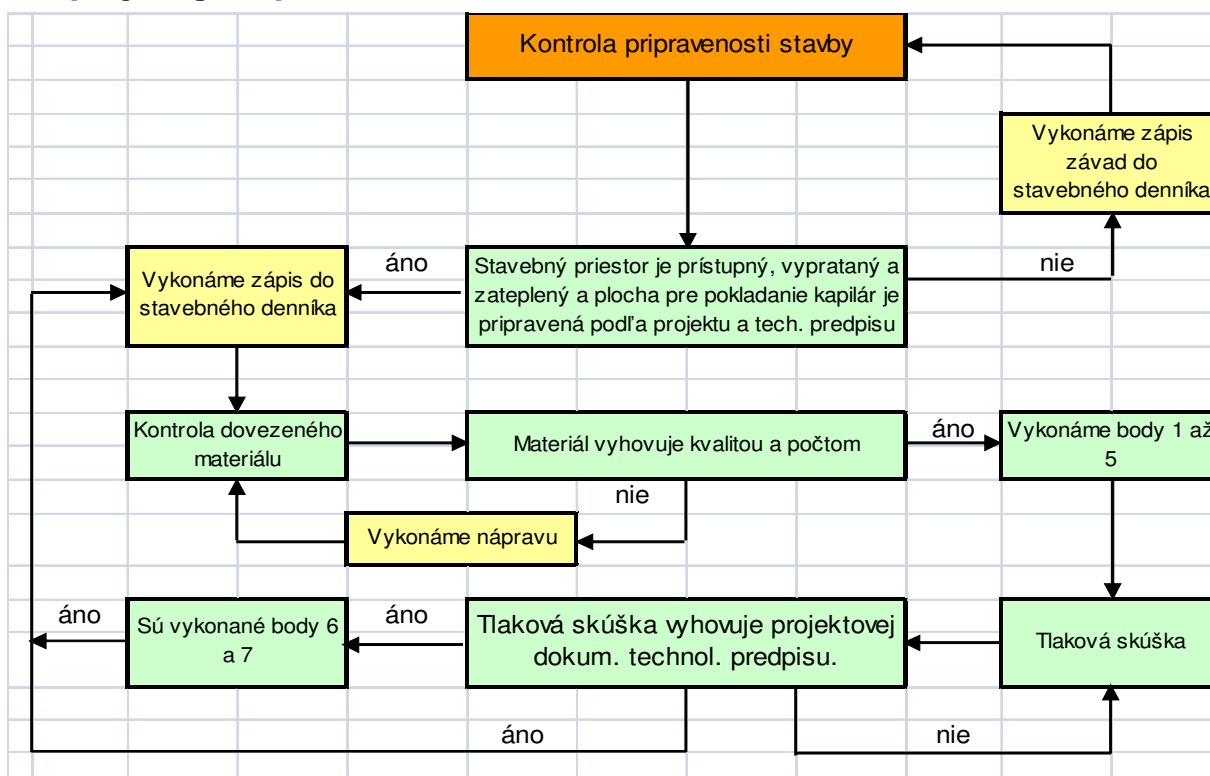 Kontrola pripravenosti stavby
Vykonáme zápis
závad do
stavebného denníka
Vykonáme zápis do
stavebného denníka
áno
Stavebný priestor je prístupný, vyprataný a
zateplený a plocha pre pokladanie kapilár je
pripravená podľa projektu a tech. predpisu
nie
Kontrola dovezeného
materiálu
Materiál vyhovuje kvalitou a počtom
áno
Vykonáme body 1 až
5
nie
Vykonáme nápravu
áno
Sú vykonané body 6
a 7
áno
Tlaková skúška vyhovuje projektovej
dokum. technol. predpisu.
Tlaková skúška
áno
nie